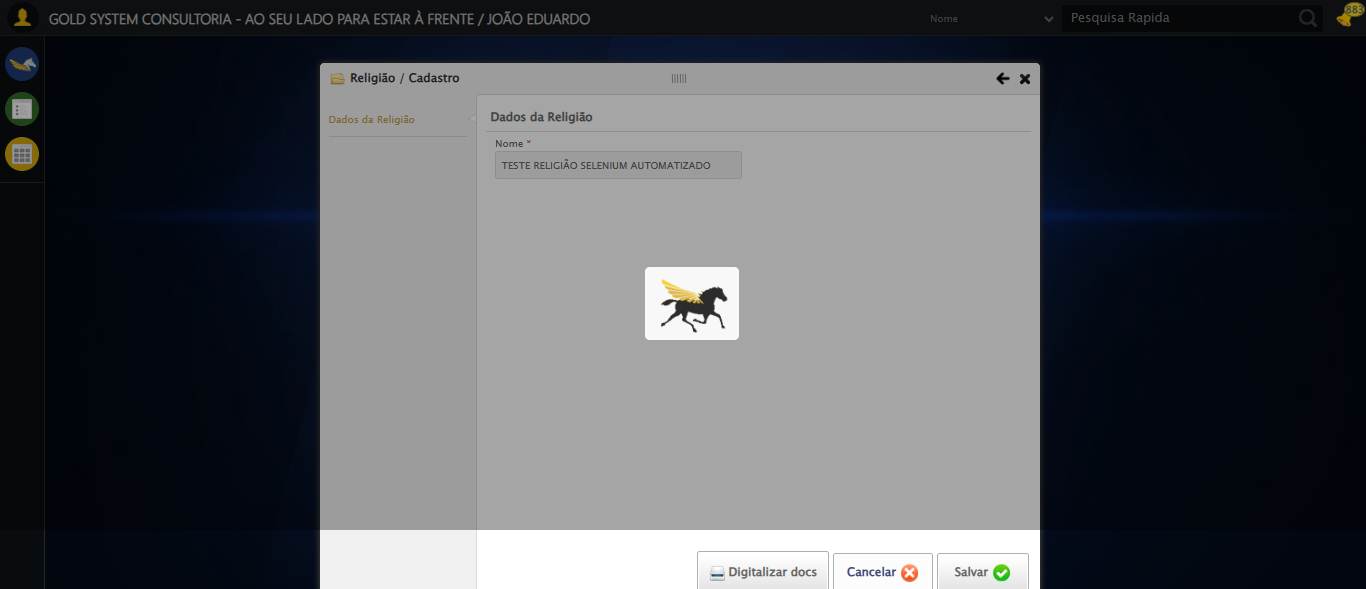 GOLD SYSTEM CONSULTORIA - AO SEU LADO PARA ESTAR À FRENTE / JOÃO EDUARDO
Nome
Pesquisa Rapida
883
Religião / Cadastro
Dados da Religião
Dados da Religião
Nome *
TESTE RELIGIÃO SELENIUM AUTOMATIZADO
Digitalizar docs
Cancelar
Salvar